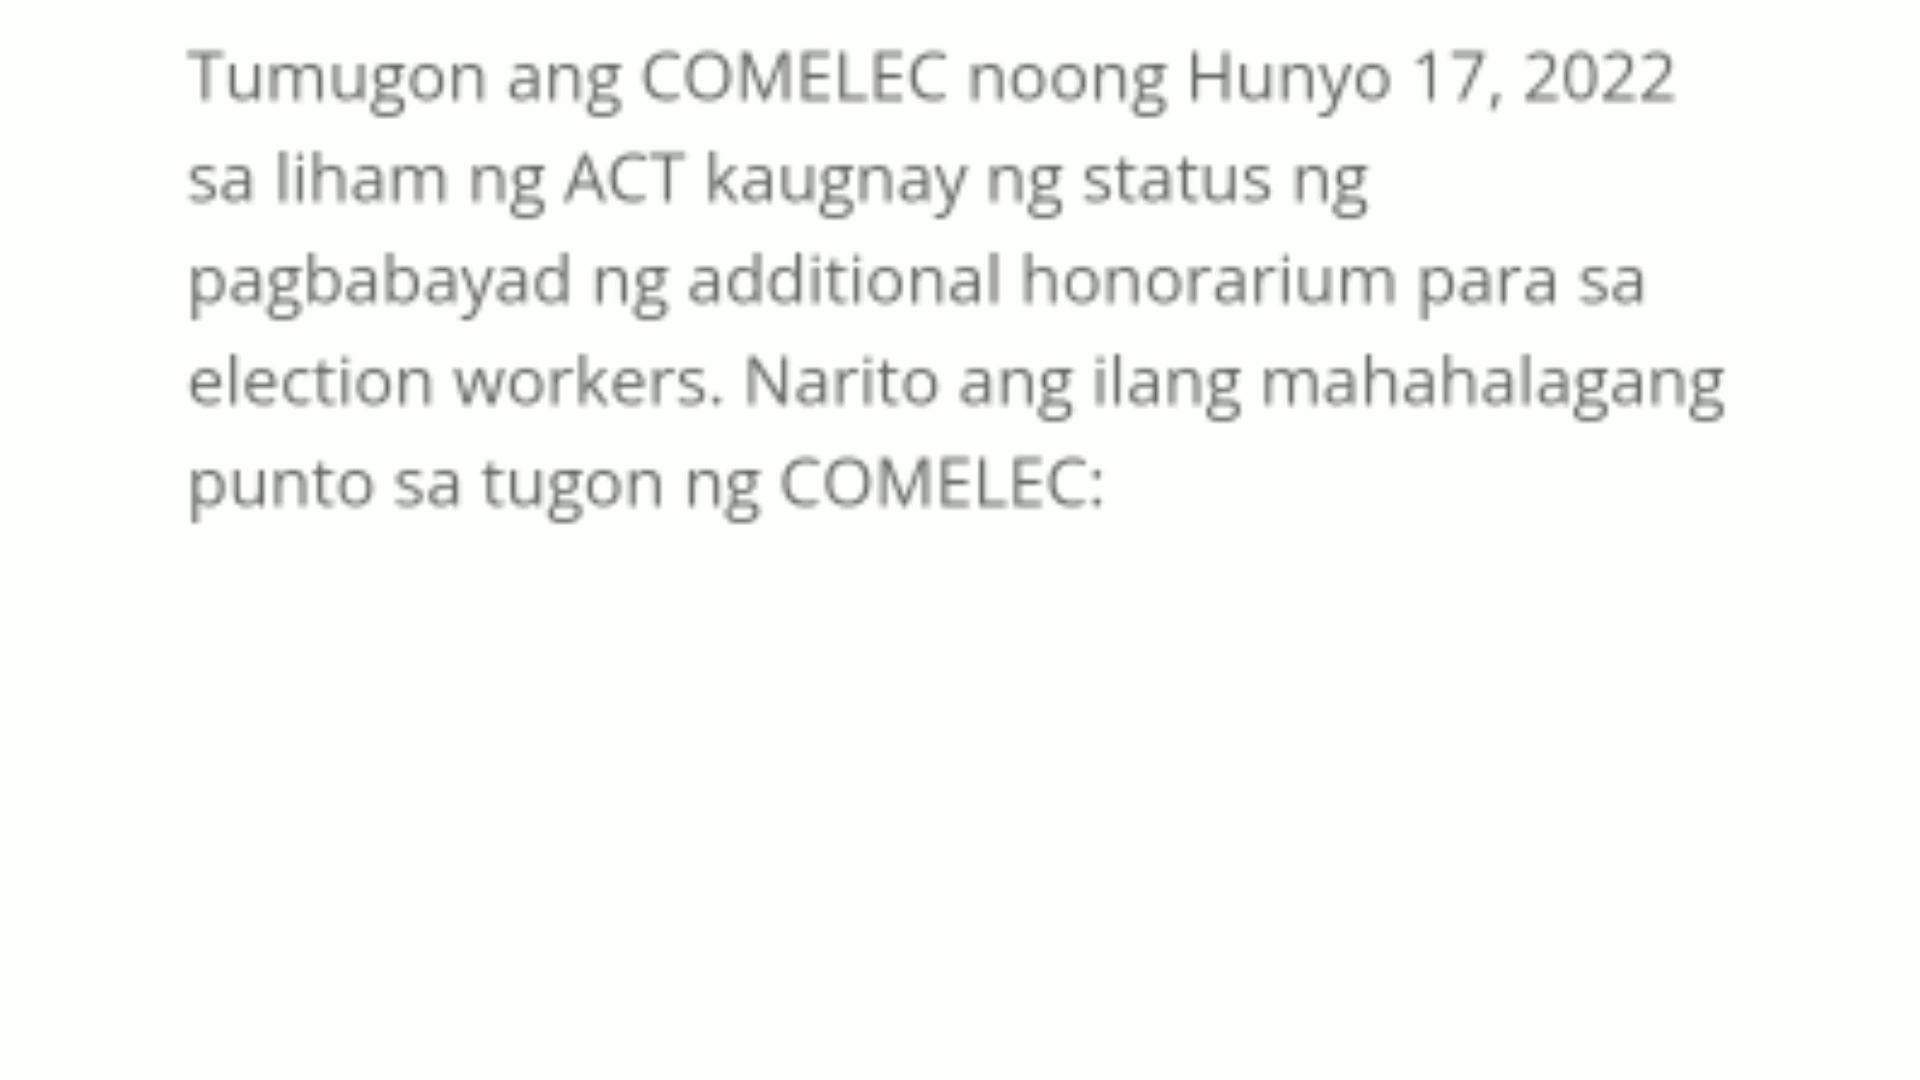 Tumugon ang COMELEC noong Hunyo 17, 2022
sa liham ng ACT kaugnay ng status ng
pagbabayad ng additional honorarium para sa
election workers. Narito ang ilang mahahalagang
punto sa tugon ng COMELEC: